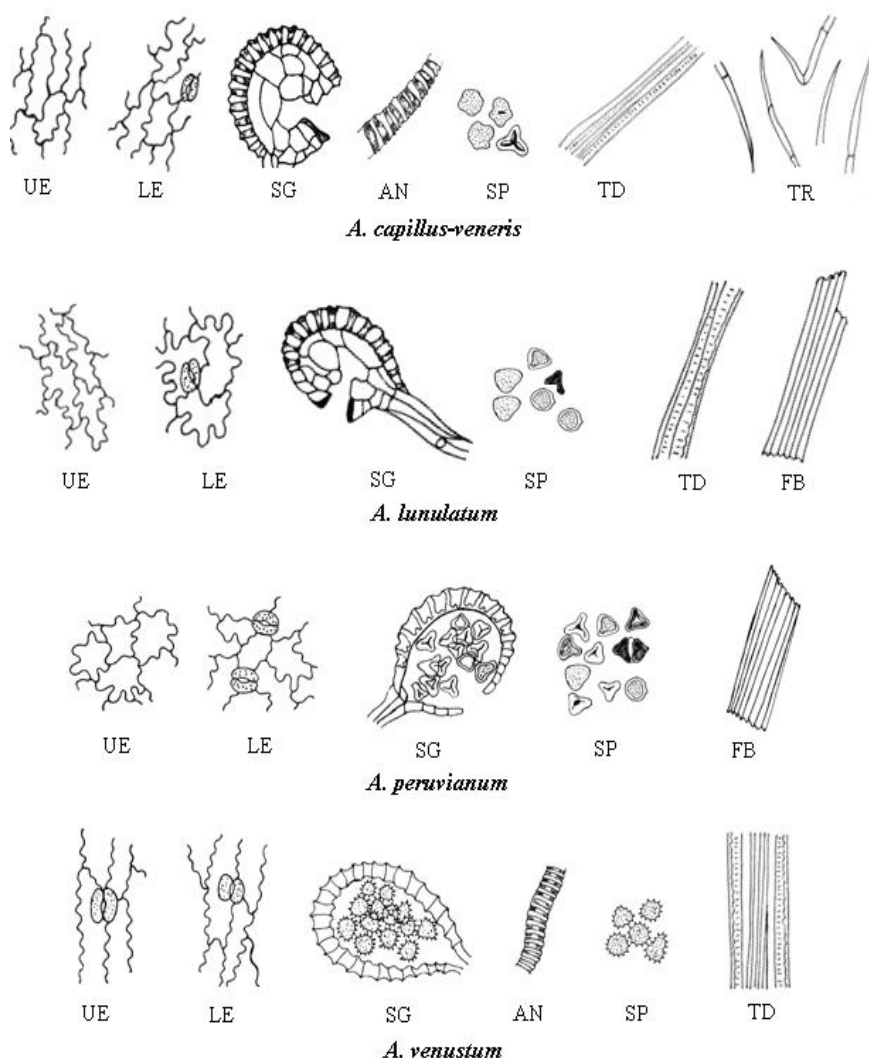 UE LE SG AN SP TD TR
A. capillus-veneris
UE LE SG SP TD FB
A. lunulatum
UE LE SG SP FB
A. peruvianum
UE LE SG AN SP TD
A. venustum